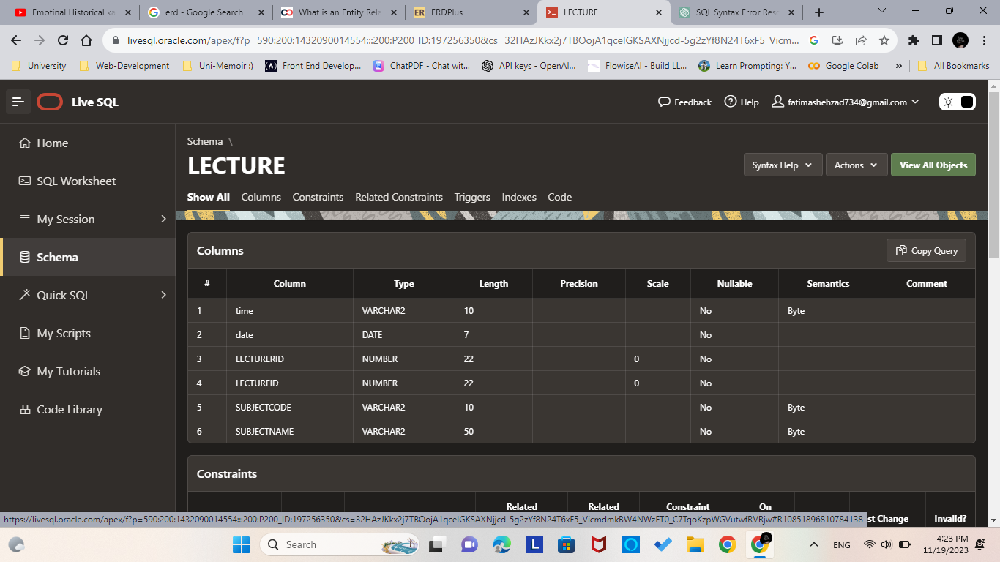 Emotinal Historical ka
erd - Google Search
What is an Entity Rela
ERDPlus
LECTURE
SQL Syntax Error Res
livesql.oracle.com/apex/f?p=590:200:1432090014554:::200:P200_ID:197256350&cs=32HAzJKkx2j7TBOojA1qceIGKSAXNjjcd-5g2zYf8N24T6xF5_Vicm...
University
Web-Development
Uni-Memoir :)
Front End Develop...
ChatPDF - Chat wit...
API keys - OpenAI...
FlowiseAI - Build LL...
Learn Prompting: Y...
Google Colab
»
All Bookmarks
Live SQL
Feedback
Help
fatimashehzad734@gmail.com
Home
SQL Worksheet
My Session
Schema
Quick SQL
My Scripts
My Tutorials
Code Library
Schema \
LECTURE
Syntax Help
Actions
View All Objects
Show All Columns Constraints Related Constraints Triggers Indexes Code
Columns
Copy Query
# Column Type Length Precision Scale Nullable Semantics Comment
1 time VARCHAR2 10 No Byte
2 date DATE 7 No
3 LECTURERID NUMBER 22 0 No
4 LECTUREID NUMBER 22 0 No
5 SUBJECTCODE VARCHAR2 10 No Byte
6 SUBJECTNAME VARCHAR2 50 No Byte
Constraints
Related Related Constraint On
st Change Invalid?
https://livesql.oracle.com/apex/f?p=590:200:1432090014554:::200:P200_ID:197256350&cs=32HAzJKkx2j7TBOojA1qceIGKSAXNjjcd-5g2zYf8N24T6xF5_VicmdmkBW4NWzFT0_C7TqoKzpWGVutwfRVRjw#R10851896810784138
Search
L
ENG
4:23 PM
11/19/2023